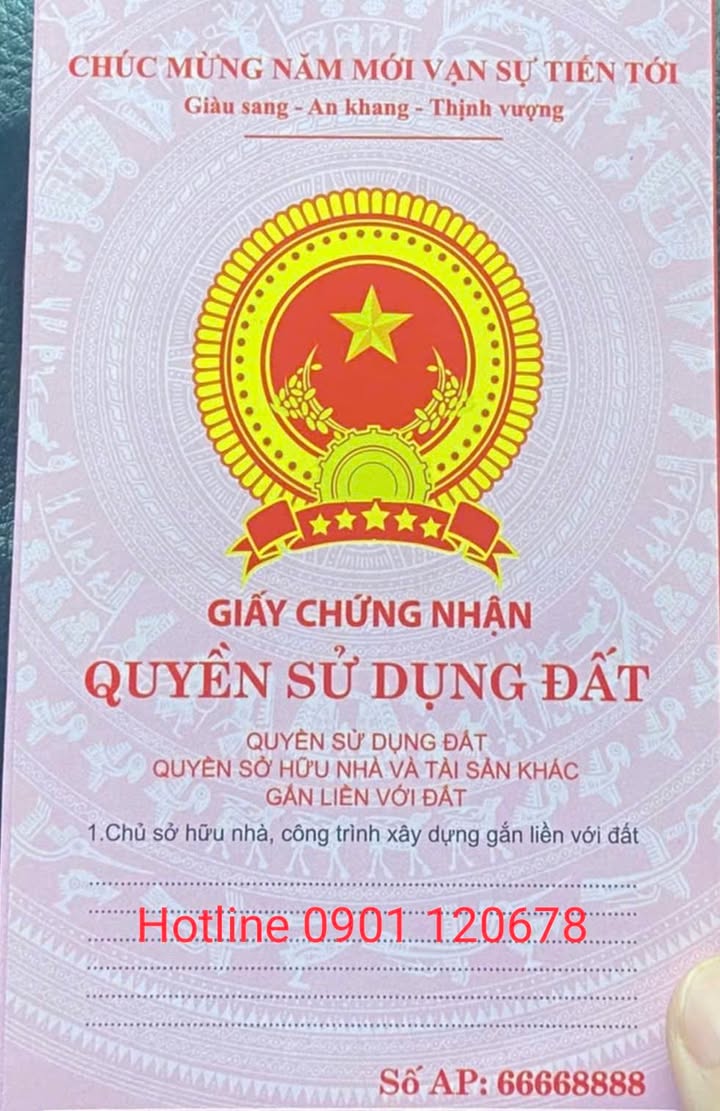 CHÚC MỪNG NĂM MỚI VẠN SỰ TIẾN TỚI
Giàu sang - An khang - Thịnh vượng
GIẤY CHỨNG NHẬN
QUYỀN SỬ DỤNG ĐẤT
QUYỀN SỬ DỤNG ĐẤT
QUYỀN SỞ HỮU NHÀ VÀ TÀI SẢN KHÁC
GẮN LIỀN VỚI ĐẤT
1.Chủ sở hữu nhà, công trình xây dựng gắn liền với đất
Hotline 0901 120678
Số AP: 66668888